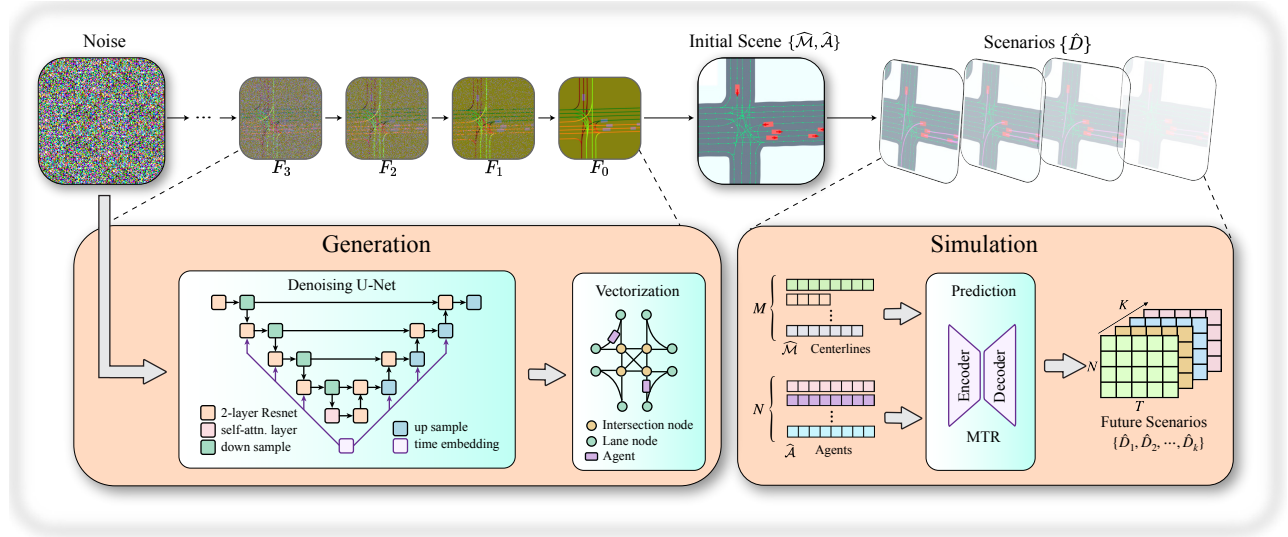 Noise
Initial Scene {M̂, Â}
Scenarios {D̂}
...
F₃
F₂
F₁
F₀
Generation
Denoising U-Net
2-layer Resnet
self-attn. layer
down sample
up sample
time embedding
Vectorization
Intersection node
Lane node
Agent
Simulation
M
M̂ Centerlines
N
Â Agents
Prediction
Encoder
Decoder
MTR
K
N
T
Future Scenarios
{D̂₁, D̂₂, ···, D̂ₖ}